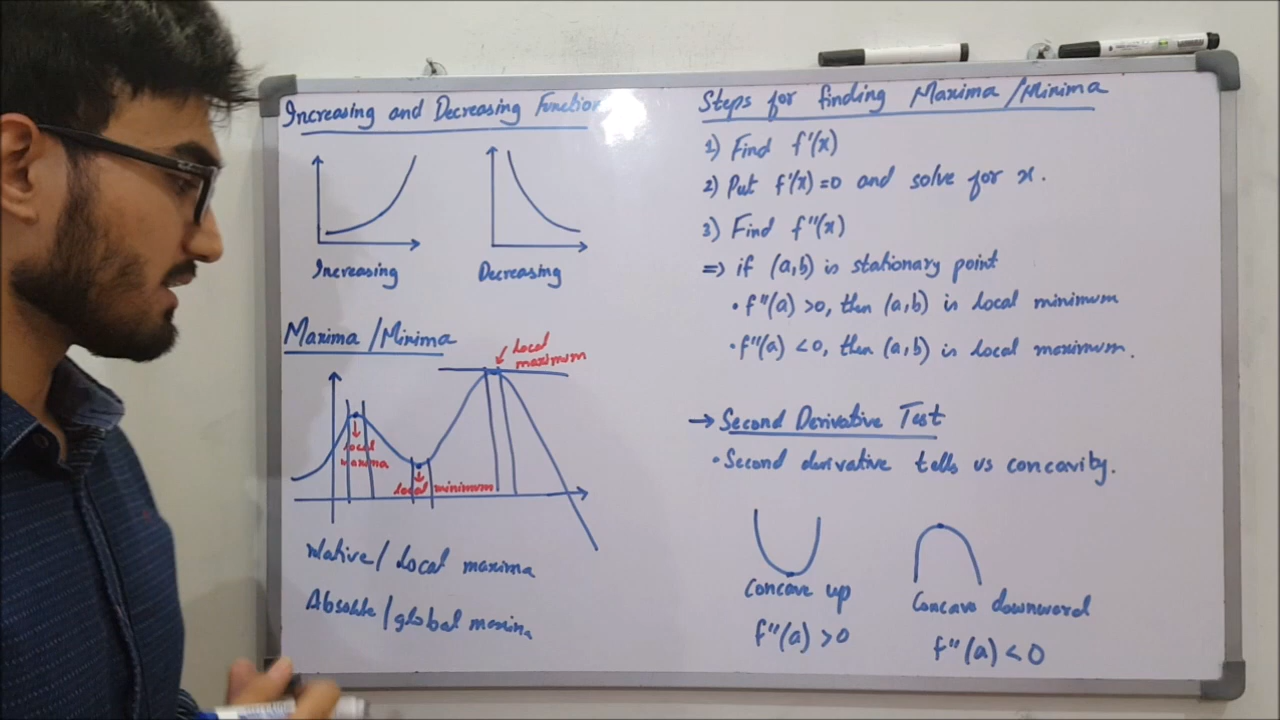 Increasing and Decreasing Function
Increasing
Decreasing
Maxima/Minima
local maximum
local maxima
local minimum
relative/local maxima
Absolute/global maxima
Steps for finding Maxima/Minima
1) Find f'(x)
2) Put f'(x)=0 and solve for x.
3) Find f''(x)
⇒ if (a,b) is stationary point
• f''(a) >0, then (a,b) is local minimum
• f''(a) <0, then (a,b) is local maximum.
→ Second Derivative Test
• Second derivative tells us concavity.
Concave up
f''(a) >0
Concave downward
f''(a) <0